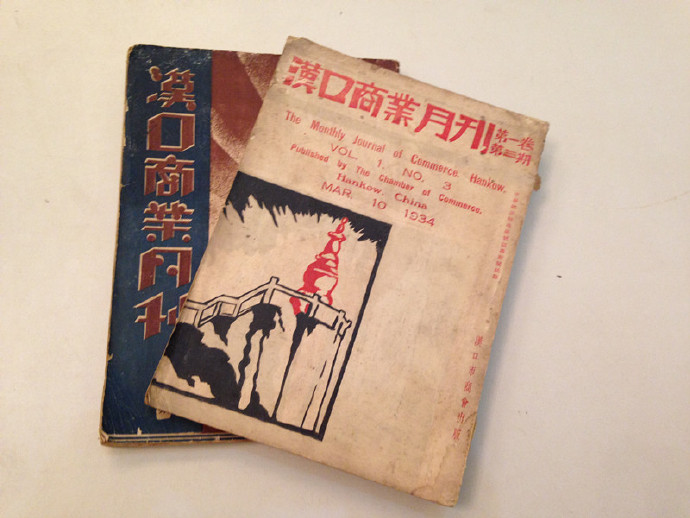 漢口商業月刊
漢口商業月刊
第一卷
第三期
The Monthly Journal of Commerce. Hankow.
VOL. 1. NO. 3
Published by The Chamber of Commerce.
Hankow, China
MAR. 10 1934
漢口市商會出版